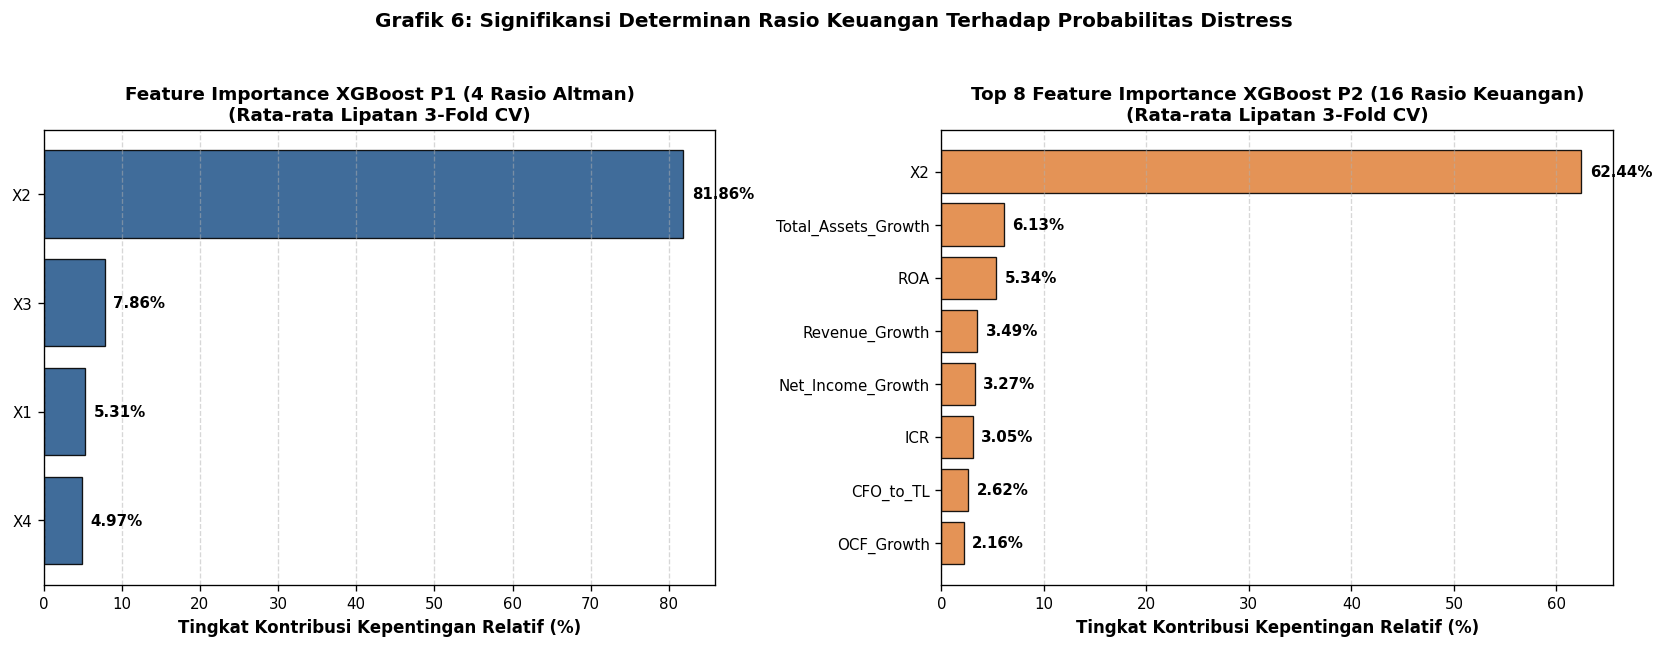 Grafik 6: Signifikansi Determinan Rasio Keuangan Terhadap Probabilitas Distress
Feature Importance XGBoost P1 (4 Rasio Altman)
(Rata-rata Lipatan 3-Fold CV)
X2
81.86%
X3
7.86%
X1
5.31%
X4
4.97%
0 10 20 30 40 50 60 70 80
Tingkat Kontribusi Kepentingan Relatif (%)
Top 8 Feature Importance XGBoost P2 (16 Rasio Keuangan)
(Rata-rata Lipatan 3-Fold CV)
X2
62.44%
Total_Assets_Growth
6.13%
ROA
5.34%
Revenue_Growth
3.49%
Net_Income_Growth
3.27%
ICR
3.05%
CFO_to_TL
2.62%
OCF_Growth
2.16%
0 10 20 30 40 50 60
Tingkat Kontribusi Kepentingan Relatif (%)